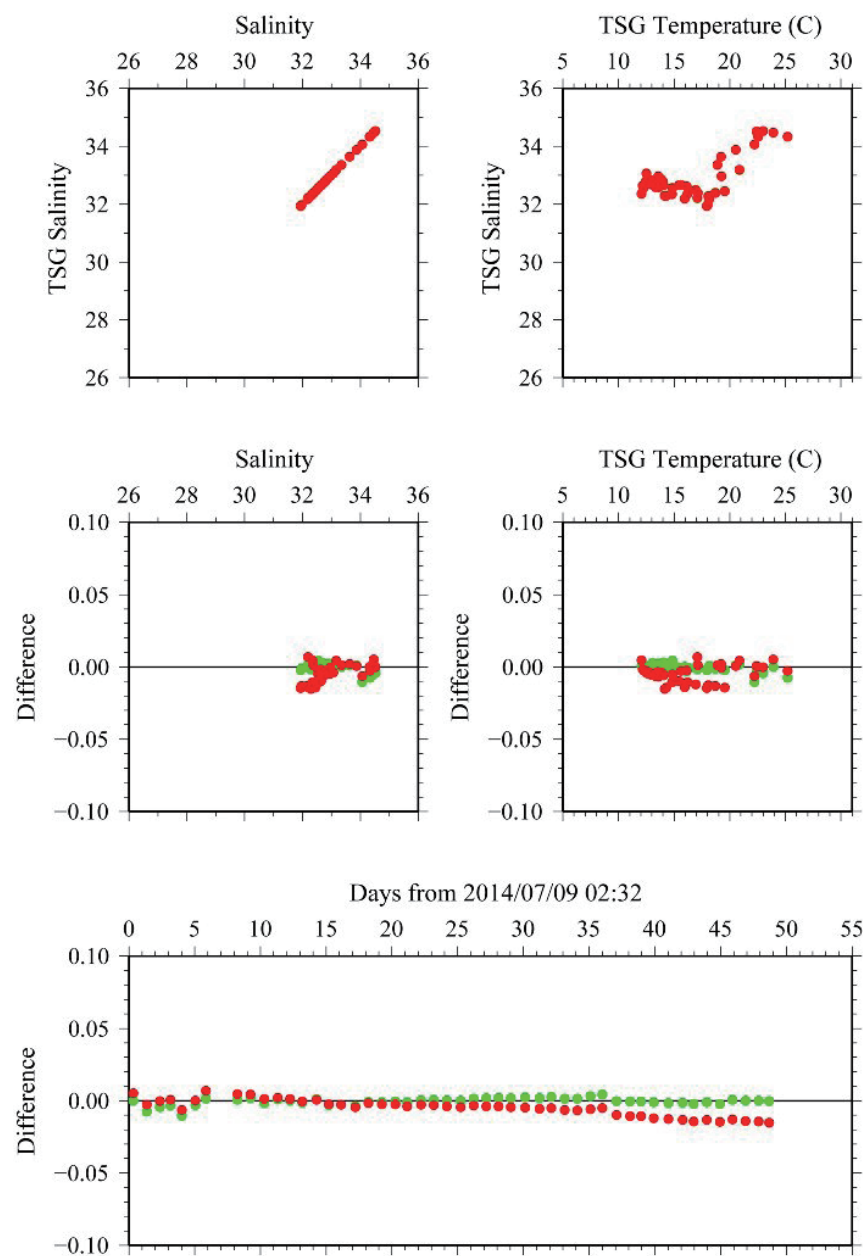 Salinity
26 28 30 32 34 36
TSG Salinity
36
34
32
30
28
26
TSG Temperature (C)
5 10 15 20 25 30
TSG Salinity
36
34
32
30
28
26
Salinity
26 28 30 32 34 36
Difference
0.10
0.05
0.00
−0.05
−0.10
TSG Temperature (C)
5 10 15 20 25 30
Difference
0.10
0.05
0.00
−0.05
−0.10
Days from 2014/07/09 02:32
0 5 10 15 20 25 30 35 40 45 50 55
Difference
0.10
0.05
0.00
−0.05
−0.10